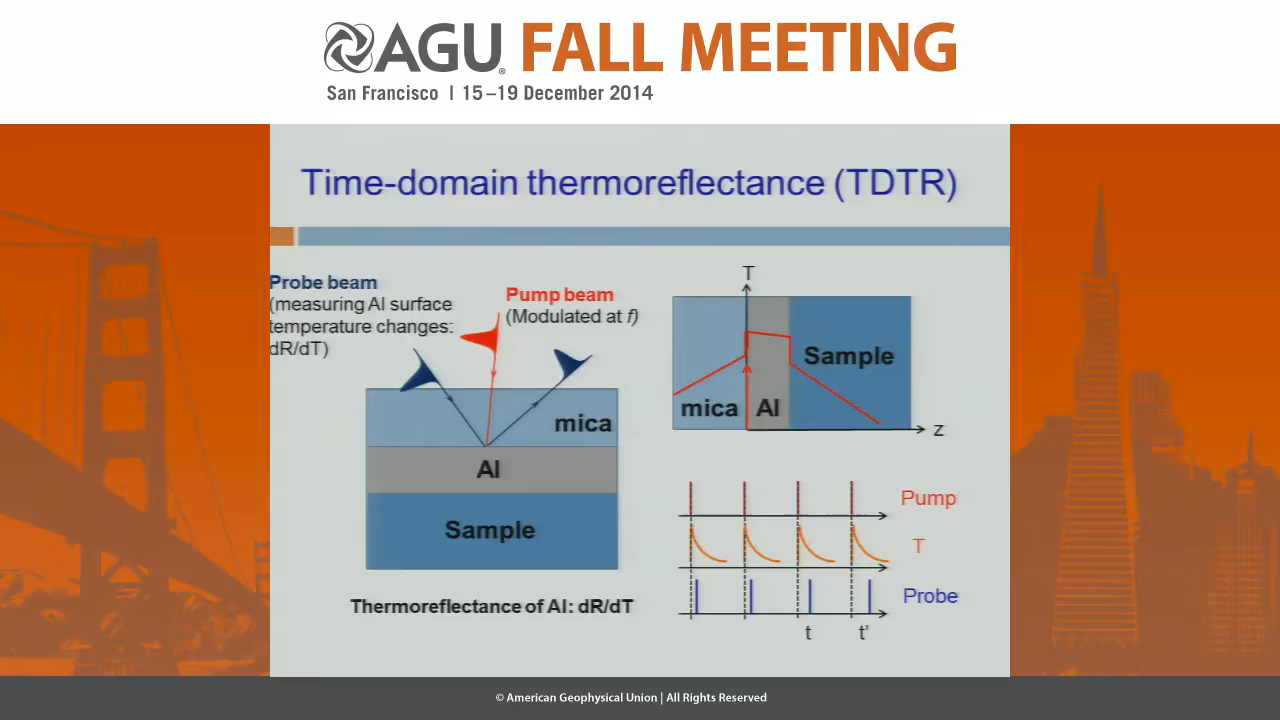 AGU® FALL MEETING
San Francisco | 15–19 December 2014
Time-domain thermoreflectance (TDTR)
Probe beam
(measuring Al surface
temperature changes:
dR/dT)
Pump beam
(Modulated at f)
mica
Al
Sample
Thermoreflectance of Al: dR/dT
T
Sample
mica
Al
z
Pump
T
Probe
t
t'
© American Geophysical Union | All Rights Reserved